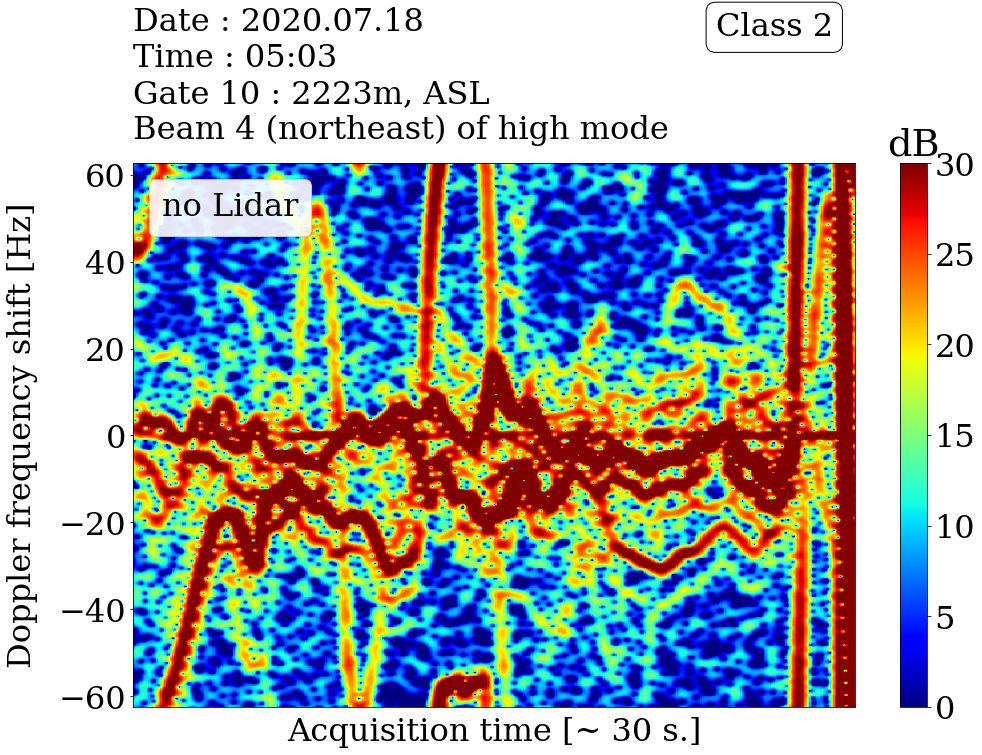 Date : 2020.07.18
Time : 05:03
Gate 10 : 2223m, ASL
Beam 4 (northeast) of high mode
Class 2
dB
no Lidar
Doppler frequency shift [Hz]
60
40
20
0
−20
−40
−60
Acquisition time [~ 30 s.]
30
25
20
15
10
5
0